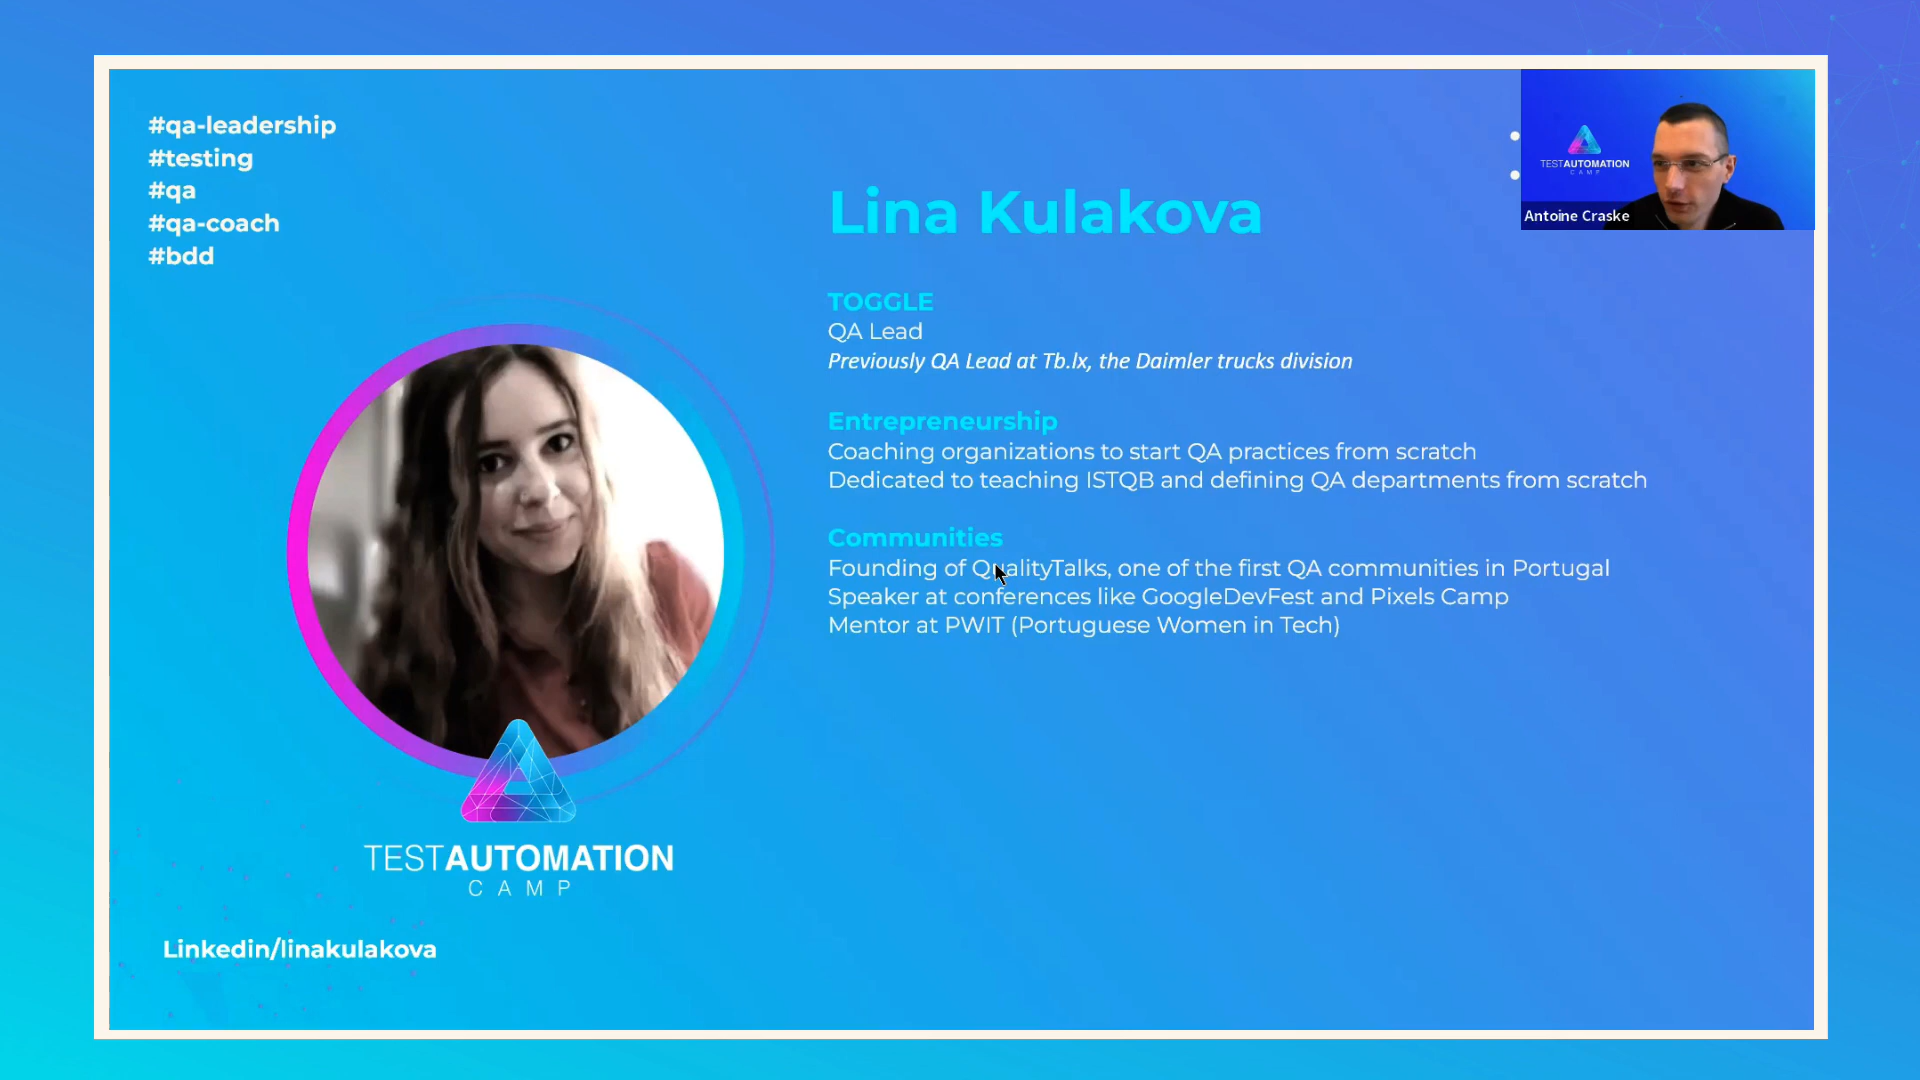 #qa-leadership
#testing
#qa
#qa-coach
#bdd
TESTAUTOMATION
CAMP
Antoine Craske
Lina Kulakova
TOGGLE
QA Lead
Previously QA Lead at Tb.lx, the Daimler trucks division
Entrepreneurship
Coaching organizations to start QA practices from scratch
Dedicated to teaching ISTQB and defining QA departments from scratch
Communities
Founding of QualityTalks, one of the first QA communities in Portugal
Speaker at conferences like GoogleDevFest and Pixels Camp
Mentor at PWIT (Portuguese Women in Tech)
TESTAUTOMATION
CAMP
Linkedin/linakulakova